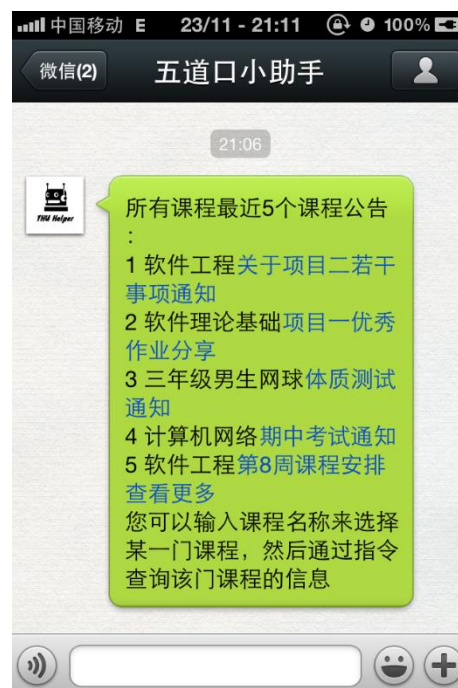 中国移动 E 23/11 - 21:11 100%
微信(2) 五道口小助手
21:06
THU Helper
所有课程最近5个课程公告
:
1 软件工程关于项目二若干
事项通知
2 软件理论基础项目一优秀
作业分享
3 三年级男生网球体质测试
通知
4 计算机网络期中考试通知
5 软件工程第8周课程安排
查看更多
您可以输入课程名称来选择
某一门课程，然后通过指令
查询该门课程的信息